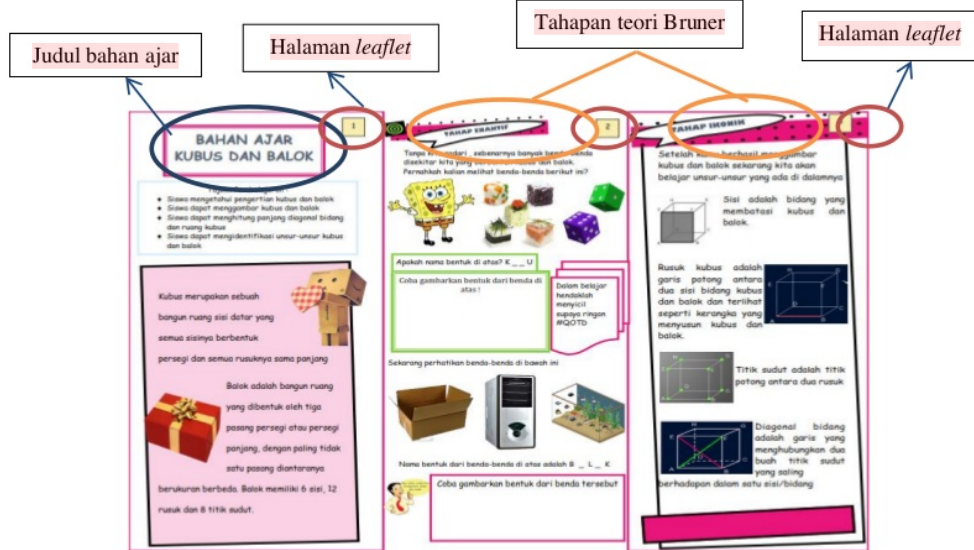 Judul bahan ajar
Halaman leaflet
Tahapan teori Bruner
Halaman leaflet
1
BAHAN AJAR
KUBUS DAN BALOK
Siswa mengetahui pengertian kubus dan balok
Siswa dapat menggambar kubus dan balok
Siswa dapat menghitung panjang diagonal bidang
dan ruang kubus
Siswa dapat mengidentifikasi unsur-unsur kubus
dan balok
Kubus merupakan sebuah
bangun ruang sisi datar yang
semua sisinya berbentuk
persegi dan semua rusuknya sama panjang
Balok adalah bangun ruang
yang dibentuk oleh tiga
pasang persegi atau persegi
panjang, dengan paling tidak
satu pasang diantaranya
berukuran berbeda. Balok memiliki 6 sisi, 12
rusuk dan 8 titik sudut.
TAHAP ENAKTIF
2
Tanpa kita sadari , sebenarnya banyak benda-benda
disekitar kita yang kubus dan balok.
Pernahkah kalian melihat benda-benda berikut ini?
Apakah nama bentuk di atas? K _ _ U
Coba gambarkan bentuk dari benda di
atas !
Dalam belajar
hendaklah
menyicil
supaya ringan
#QOTD
Sekarang perhatikan benda-benda di bawah ini
Nama bentuk dari benda-benda di atas adalah B _ L _ K
Coba gambarkan bentuk dari benda tersebut
TAHAP IKONIK
Setelah berhasil menggambar
kubus dan balok sekarang kita akan
belajar unsur-unsur yang ada di dalamnya
Sisi adalah bidang yang
membatasi kubus dan
balok.
Rusuk kubus adalah
garis potong antara
dua sisi bidang kubus
dan balok dan terlihat
seperti kerangka yang
menyusun kubus dan
balok.
Titik sudut adalah titik
potong antara dua rusuk
Diagonal bidang
adalah garis yang
menghubungkan dua
buah titik sudut
yang saling
berhadapan dalam satu sisi/bidang